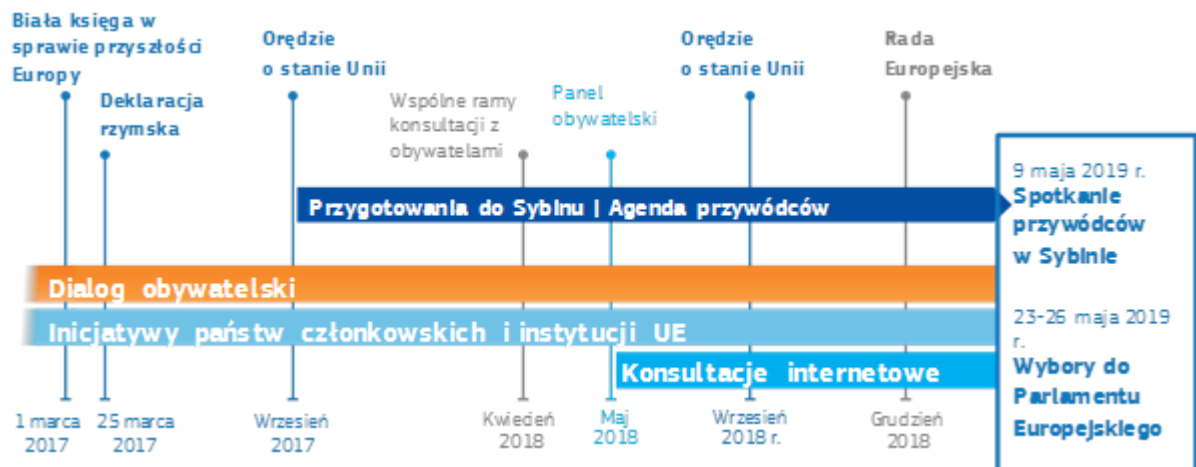 Biała księga w
sprawie przyszłości
Europy
Deklaracja
rzymska
Orędzie
o stanie Unii
Wspólne ramy
konsultacji z
obywatelami
Panel
obywatelski
Orędzie
o stanie Unii
Rada
Europejska
Przygotowania do Sybinu | Agenda przywódców
Dialog obywatelski
Inicjatywy państw członkowskich i instytucji UE
Konsultacje internetowe
9 maja 2019 r.
Spotkanie
przywódców
w Sybinie
23-26 maja 2019
r.
Wybory do
Parlamentu
Europejskiego
1 marca
2017
25 marca
2017
Wrzesień
2017
Kwiecień
2018
Maj
2018
Wrzesień
2018 r.
Grudzień
2018